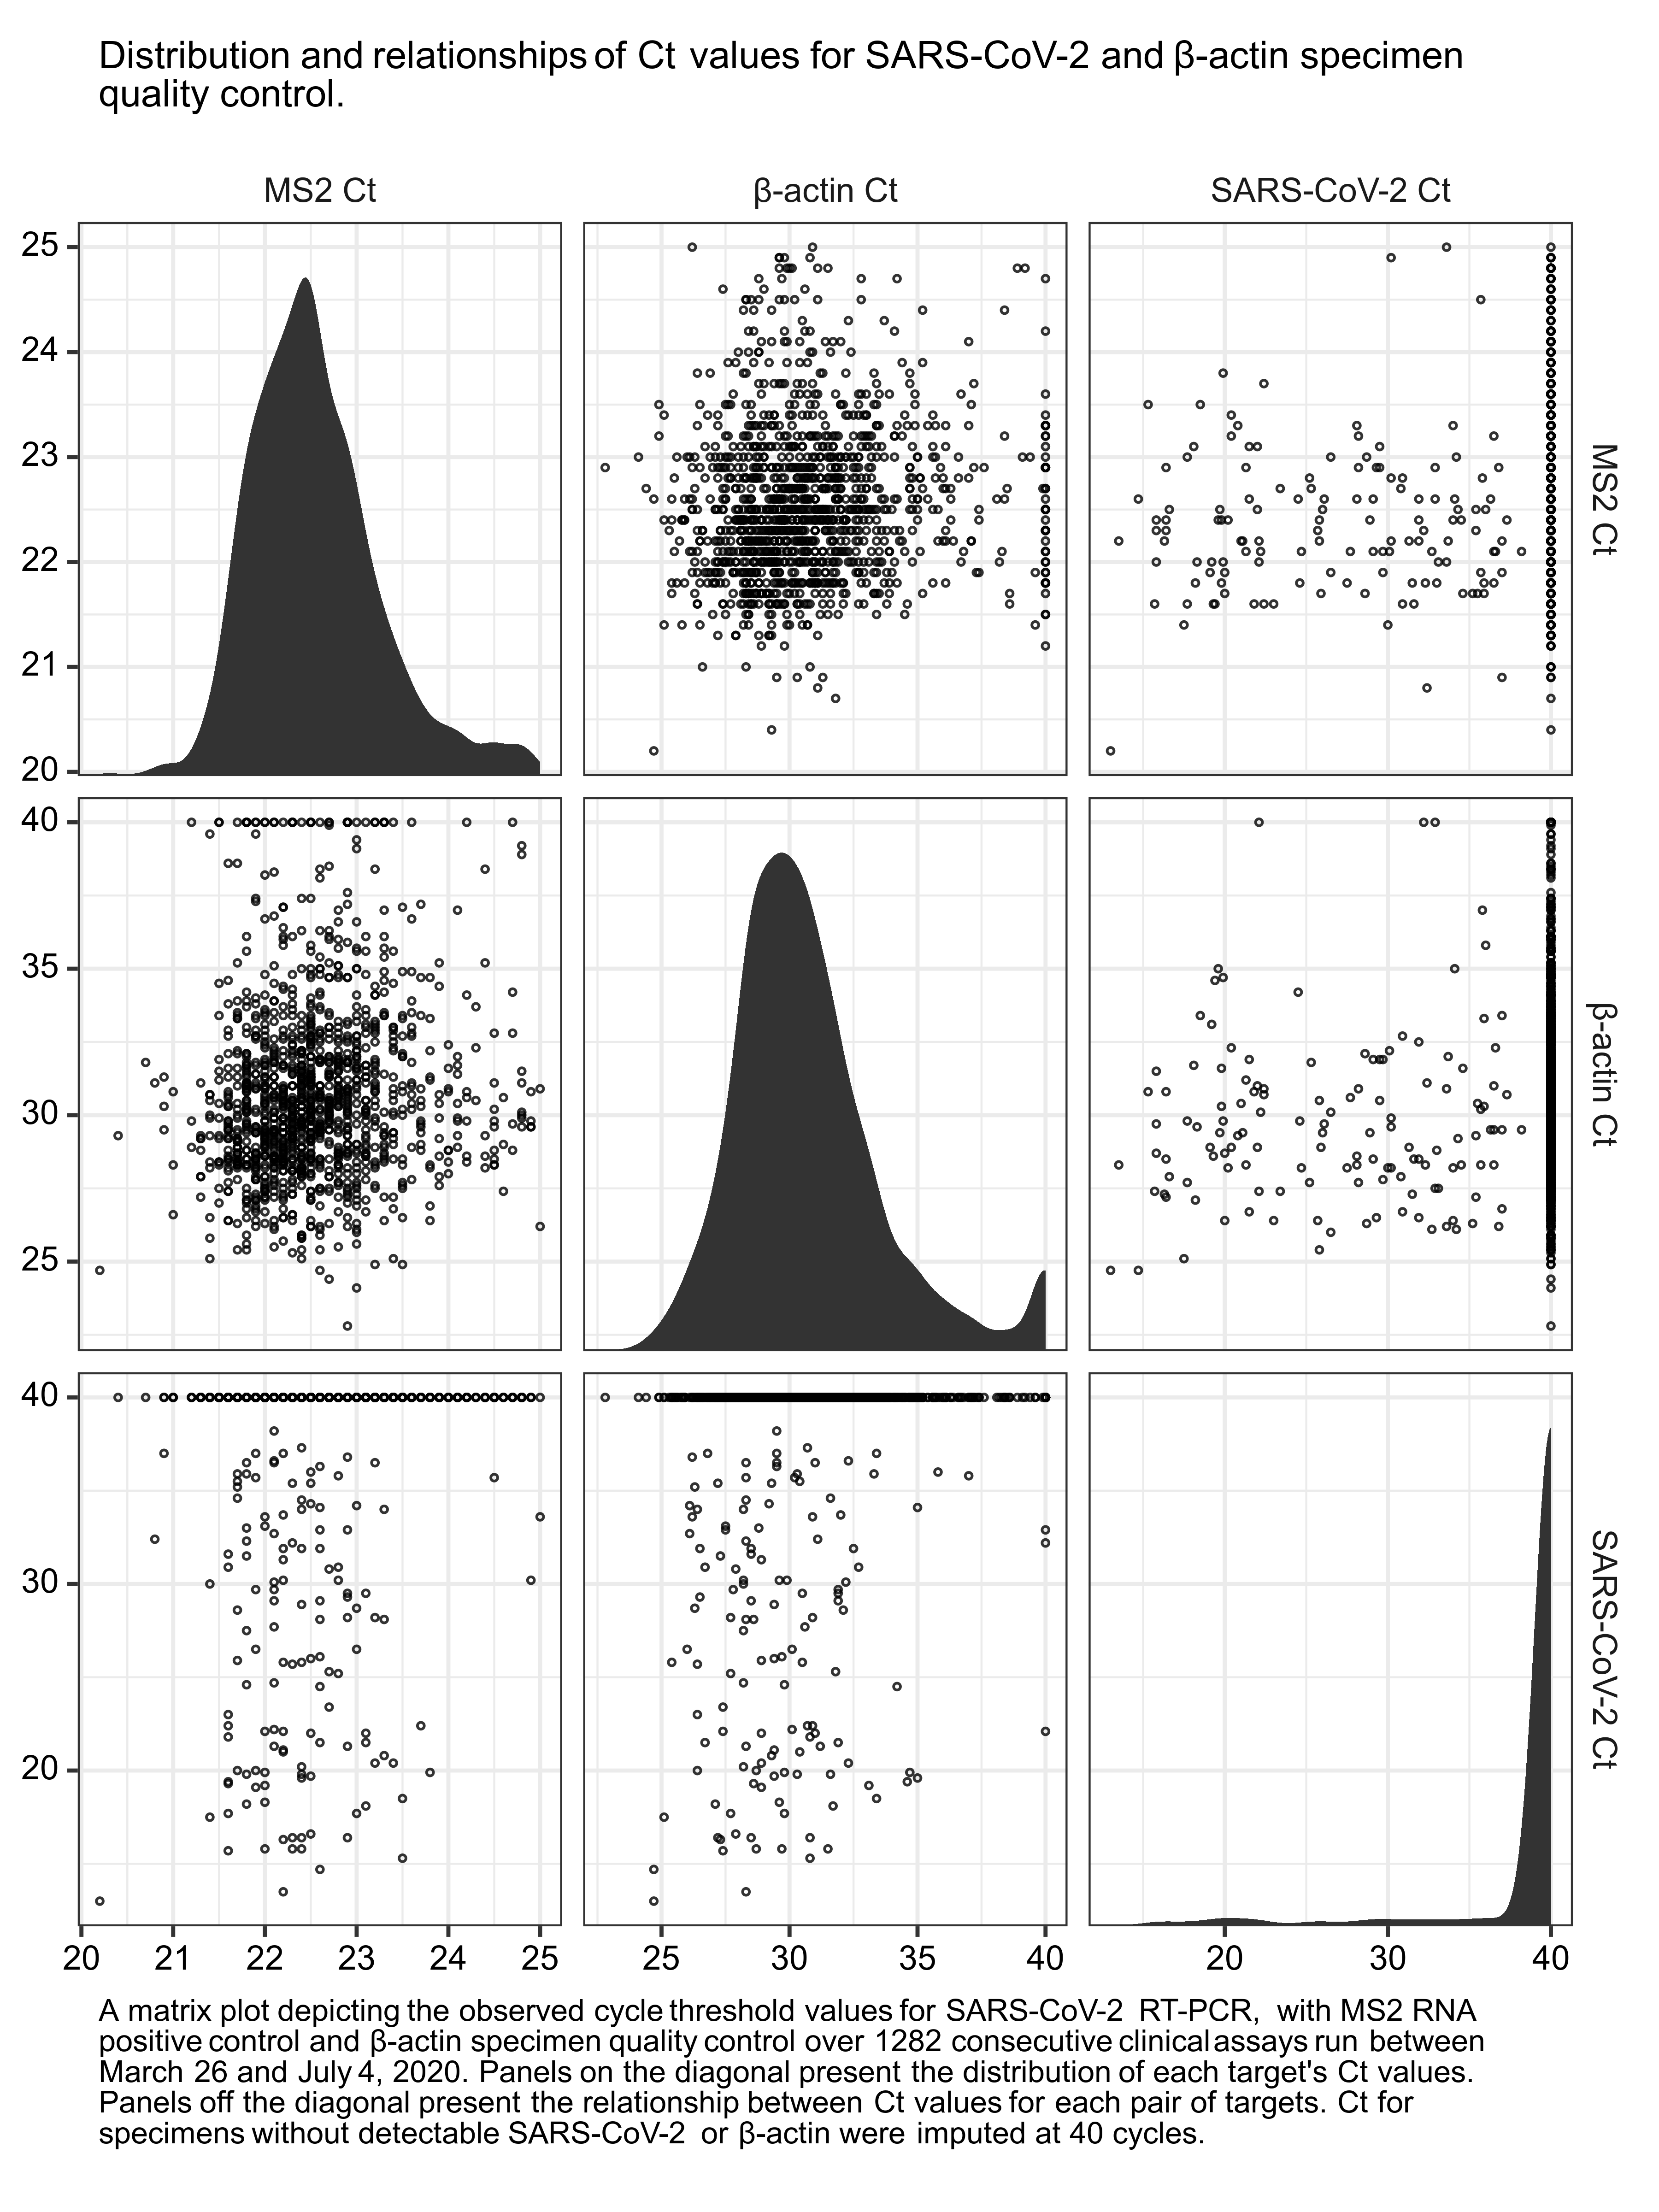 Distribution and relationships of Ct values for SARS-CoV-2 and β-actin specimen
quality control.
MS2 Ct
β-actin Ct
SARS-CoV-2 Ct
25
24
23
22
21
20
MS2 Ct
40
35
30
25
β-actin Ct
40
30
20
SARS-CoV-2 Ct
20 21 22 23 24 25
25 30 35 40
20 30 40
A matrix plot depicting the observed cycle threshold values for SARS-CoV-2 RT-PCR, with MS2 RNA
positive control and β-actin specimen quality control over 1282 consecutive clinical assays run between
March 26 and July 4, 2020. Panels on the diagonal present the distribution of each target's Ct values.
Panels off the diagonal present the relationship between Ct values for each pair of targets. Ct for
specimens without detectable SARS-CoV-2 or β-actin were imputed at 40 cycles.